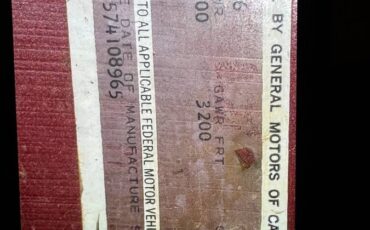 BY GENERAL MOTORS OF CA
6
GAWR FRT
00 3200
TO ALL APPLICABLE FEDERAL MOTOR VEH
E DATE OF MANUFACTURE S
574108965